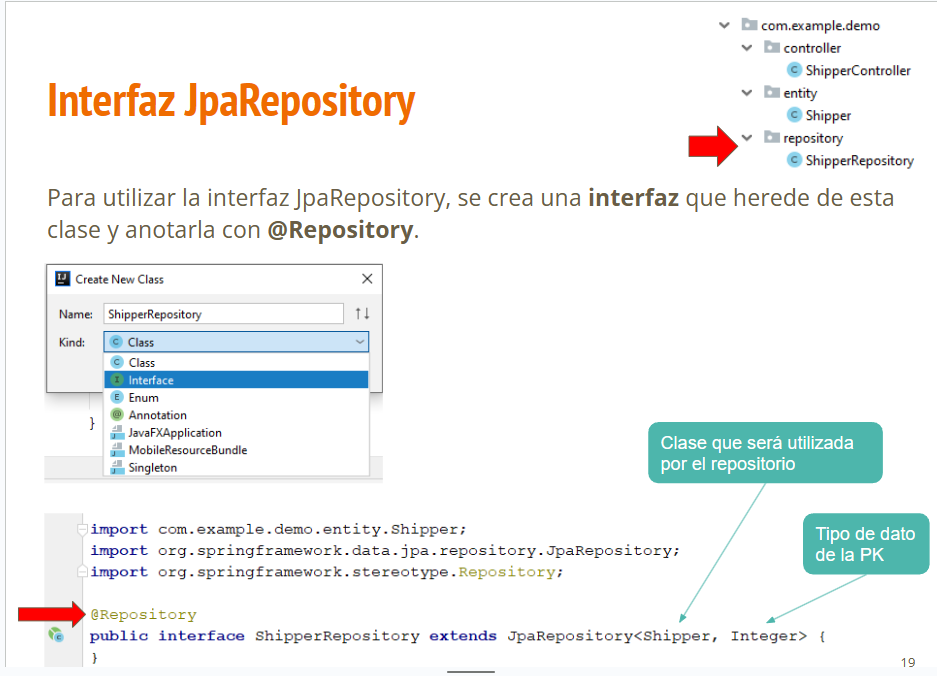 com.example.demo
controller
ShipperController
entity
Shipper
repository
ShipperRepository
Interfaz JpaRepository
Para utilizar la interfaz JpaRepository, se crea una interfaz que herede de esta
clase y anotarla con @Repository.
Create New Class
Name: ShipperRepository
Kind: Class
Class
Interface
Enum
Annotation
JavaFXApplication
MobileResourceBundle
Singleton
}
Clase que será utilizada
por el repositorio
Tipo de dato
de la PK
import com.example.demo.entity.Shipper;
import org.springframework.data.jpa.repository.JpaRepository;
import org.springframework.stereotype.Repository;
@Repository
public interface ShipperRepository extends JpaRepository<Shipper, Integer> {
}
19